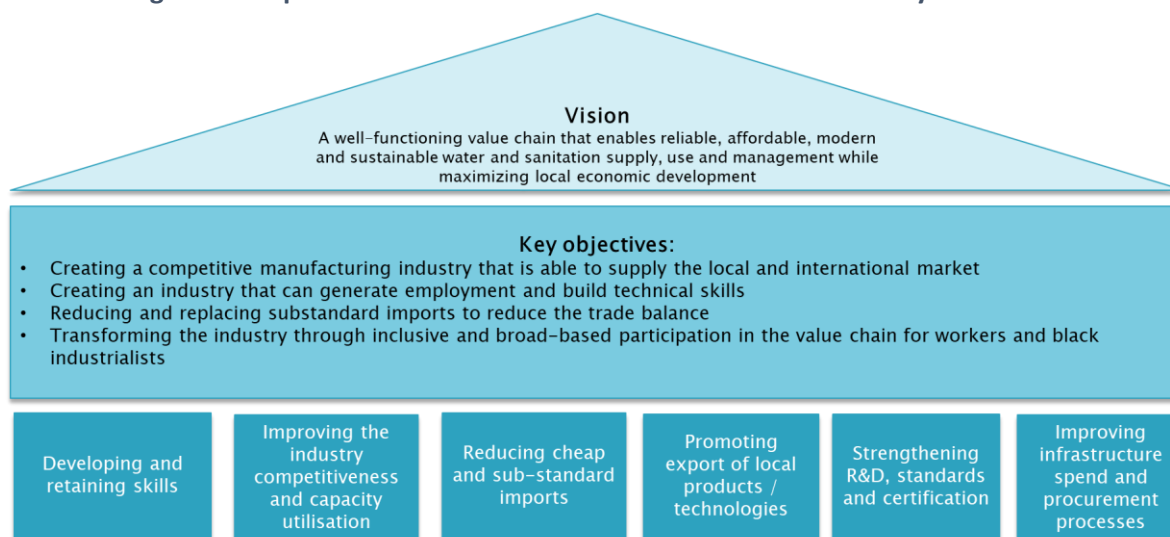 Vision
A well-functioning value chain that enables reliable, affordable, modern
and sustainable water and sanitation supply, use and management while
maximizing local economic development
Key objectives:
• Creating a competitive manufacturing industry that is able to supply the local and international market
• Creating an industry that can generate employment and build technical skills
• Reducing and replacing substandard imports to reduce the trade balance
• Transforming the industry through inclusive and broad-based participation in the value chain for workers and black
industrialists
Developing and
retaining skills
Improving the
industry
competitiveness
and capacity
utilisation
Reducing cheap
and sub-standard
imports
Promoting
export of local
products /
technologies
Strengthening
R&D, standards
and certification
Improving
infrastructure
spend and
procurement
processes